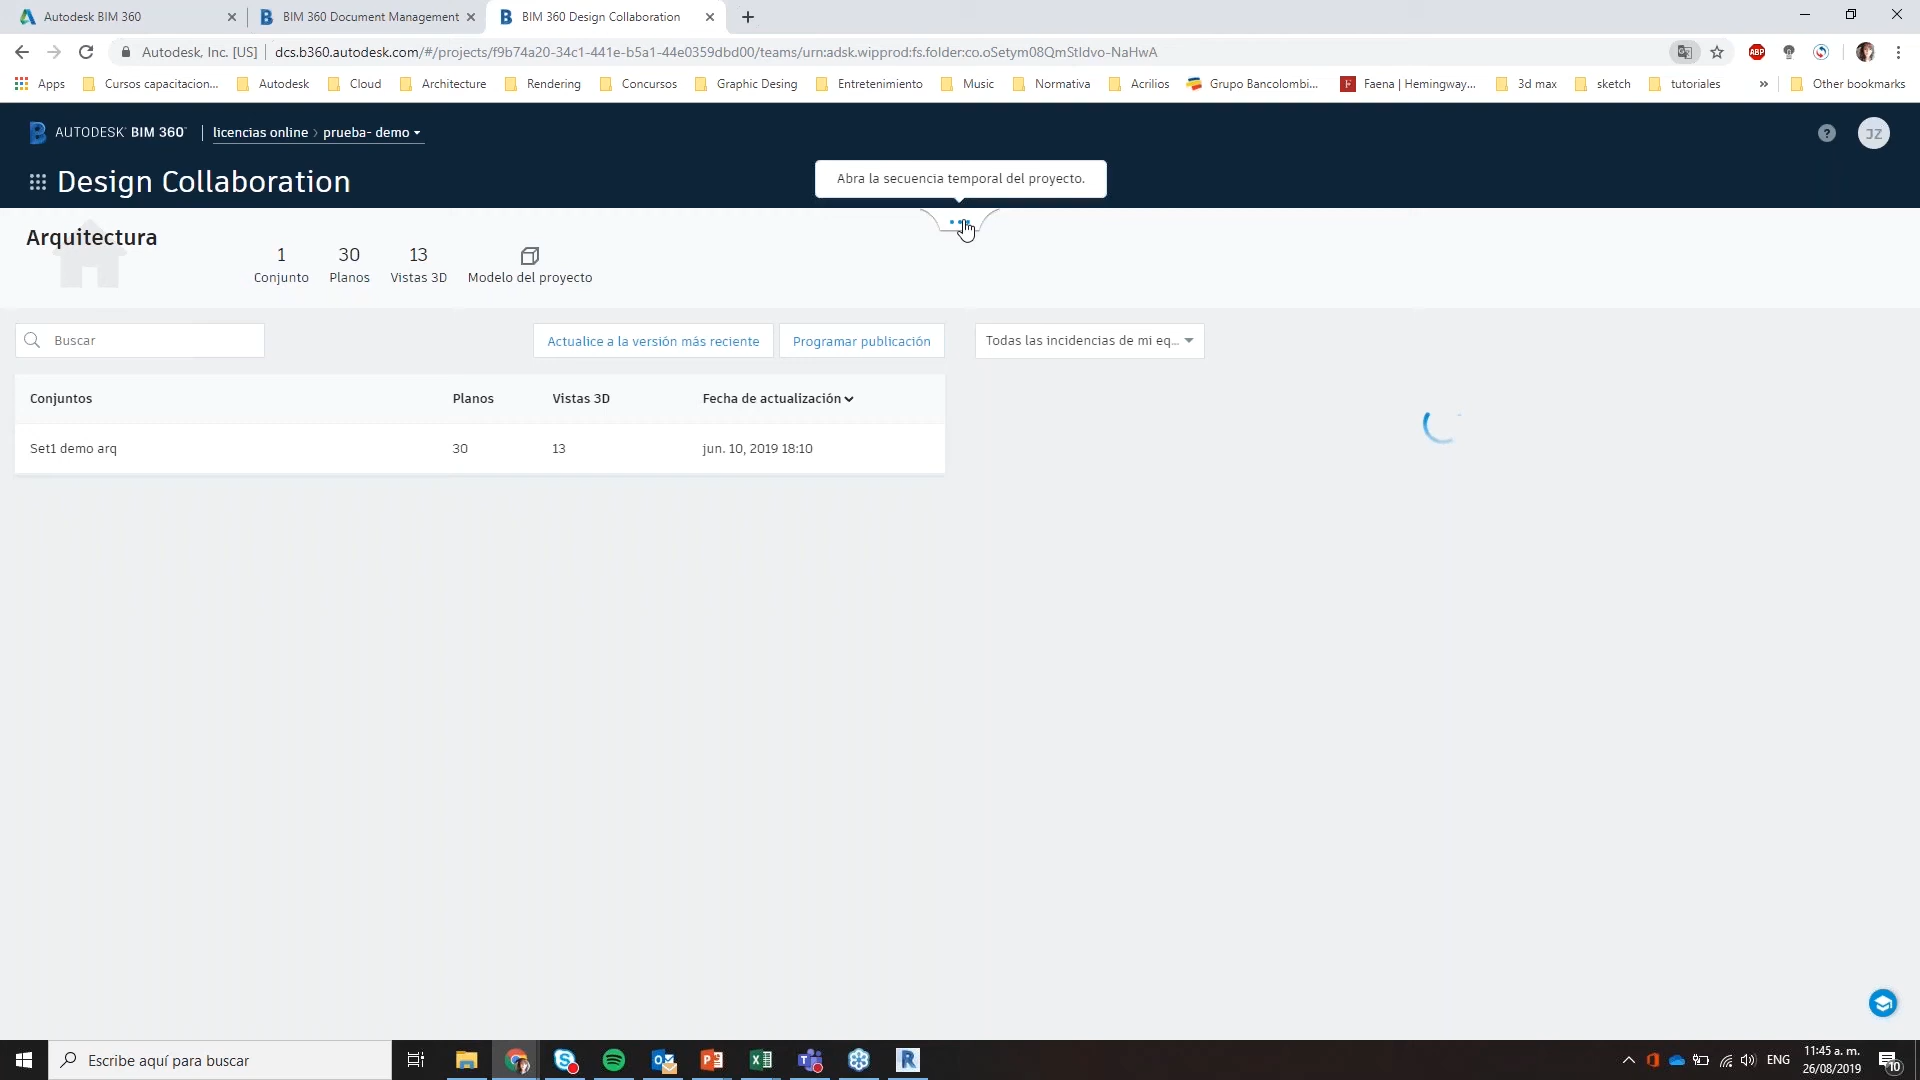 Autodesk BIM 360
BIM 360 Document Management
BIM 360 Design Collaboration
Autodesk, Inc. [US] | dcs.b360.autodesk.com/#/projects/f9b74a20-34c1-441e-b5a1-44e0359dbd00/teams/urn:adsk.wipprod:fs.folder:co.oSetym08QmStIdvo-NaHwA
ABP
Apps
Cursos capacitacion...
Autodesk
Cloud
Architecture
Rendering
Concursos
Graphic Desing
Entretenimiento
Music
Normativa
Acrilios
Grupo Bancolombi...
Faena | Hemingway...
3d max
sketch
tutoriales
»
Other bookmarks
AUTODESK® BIM 360™
licencias online > prueba- demo
?
JZ
Design Collaboration
Abra la secuencia temporal del proyecto.
Arquitectura
1 Conjunto
30 Planos
13 Vistas 3D
Modelo del proyecto
Buscar
Actualice a la versión más reciente
Programar publicación
Todas las incidencias de mi eq...
Conjuntos Planos Vistas 3D Fecha de actualización
Set1 demo arq 30 13 jun. 10, 2019 18:10
Escribe aquí para buscar
ENG
11:45 a. m.
26/08/2019
10